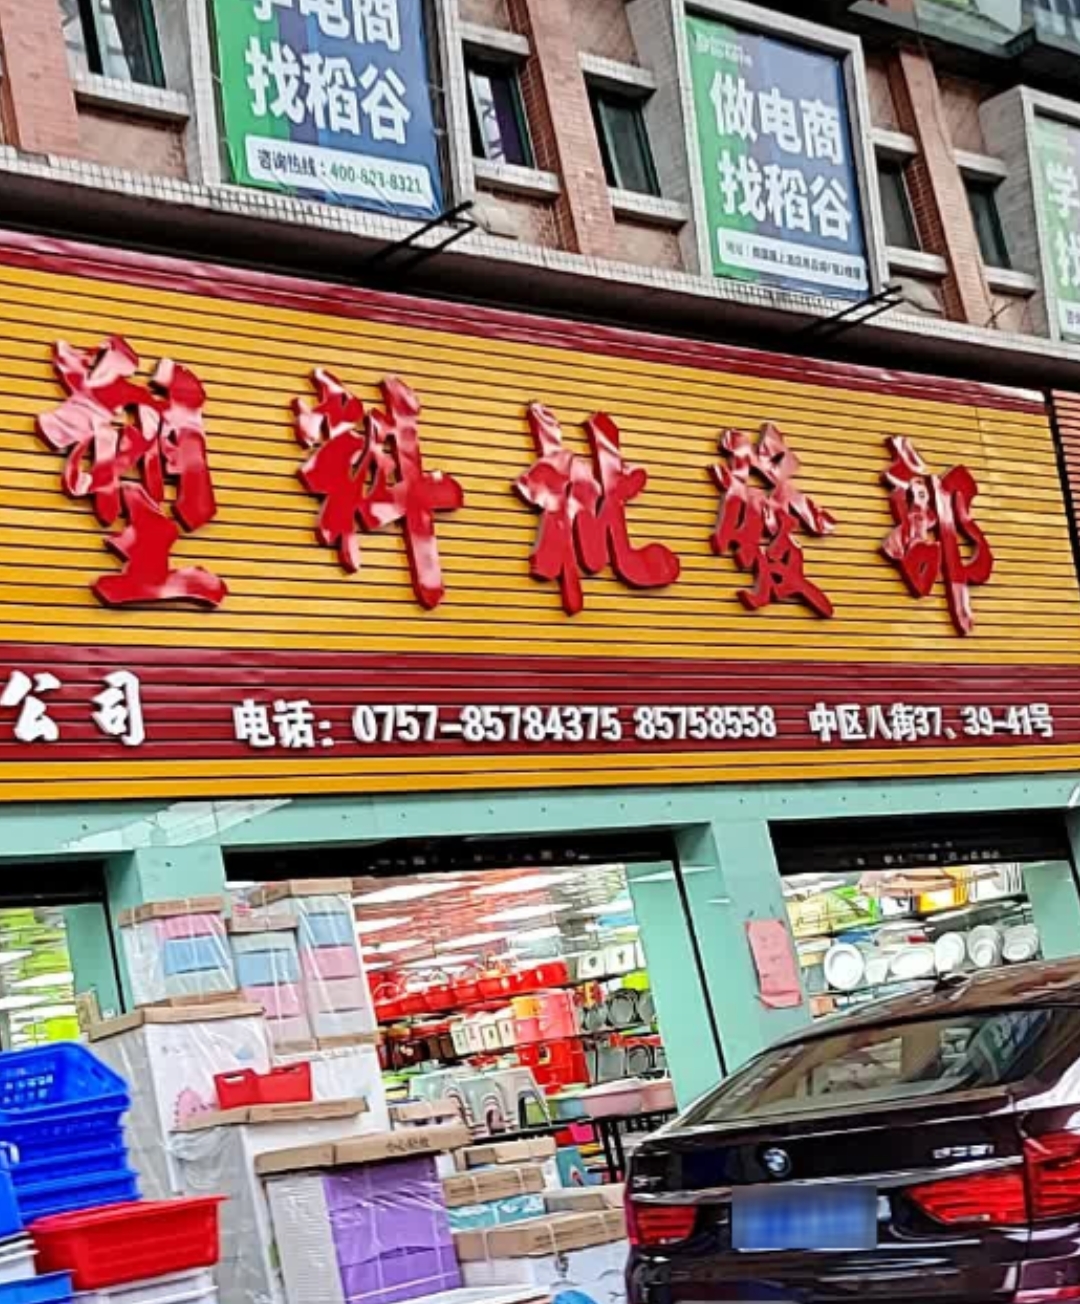 学电商
找稻谷
咨询热线：400-823-8321
做电商
找稻谷
学
找
塑料批發部
公司 电话：0757-85784375 85758558 中区八街37、39-41号